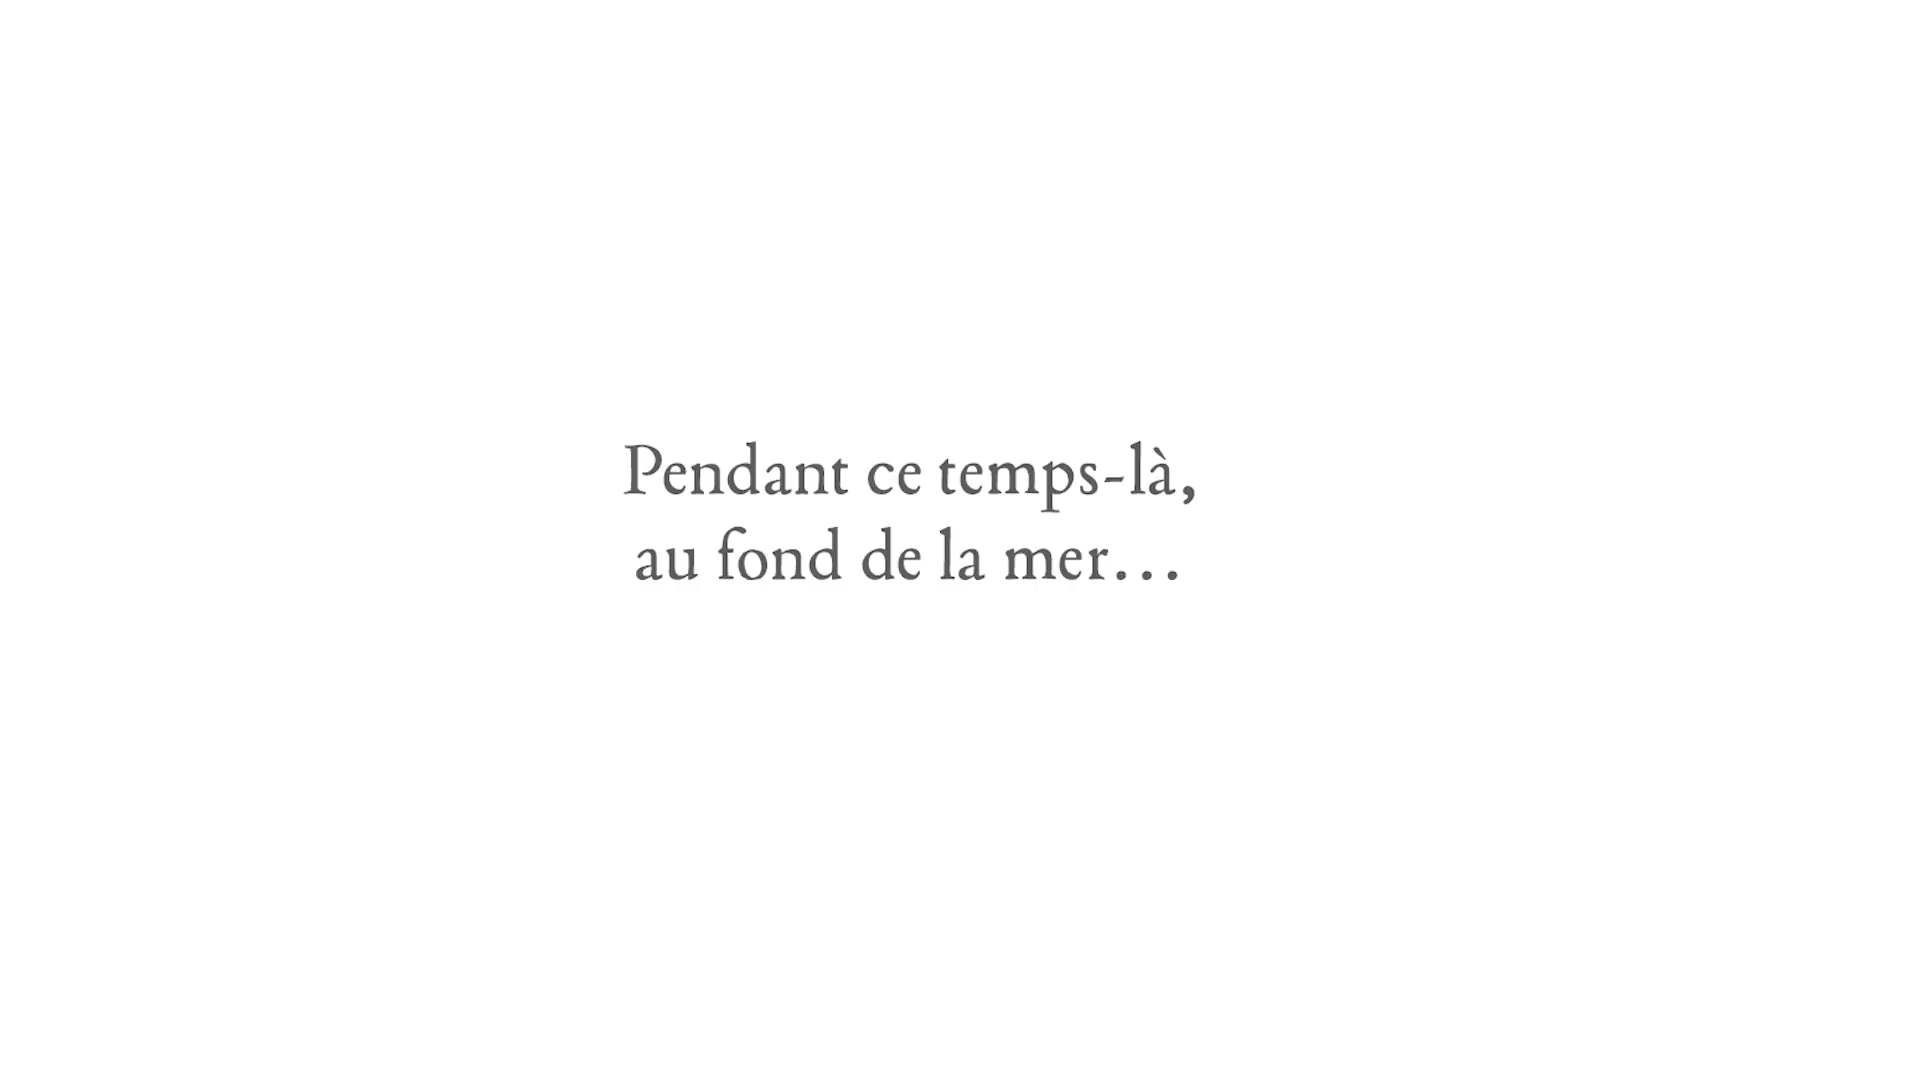 Pendant ce temps-là,
au fond de la mer…